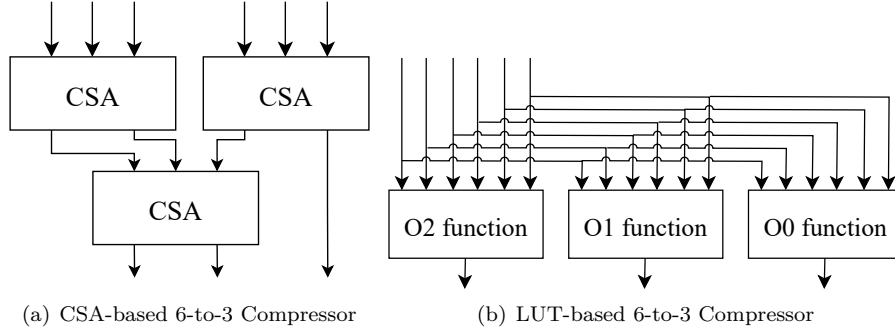 CSA
CSA
CSA
O2 function
O1 function
O0 function
(a) CSA-based 6-to-3 Compressor
(b) LUT-based 6-to-3 Compressor